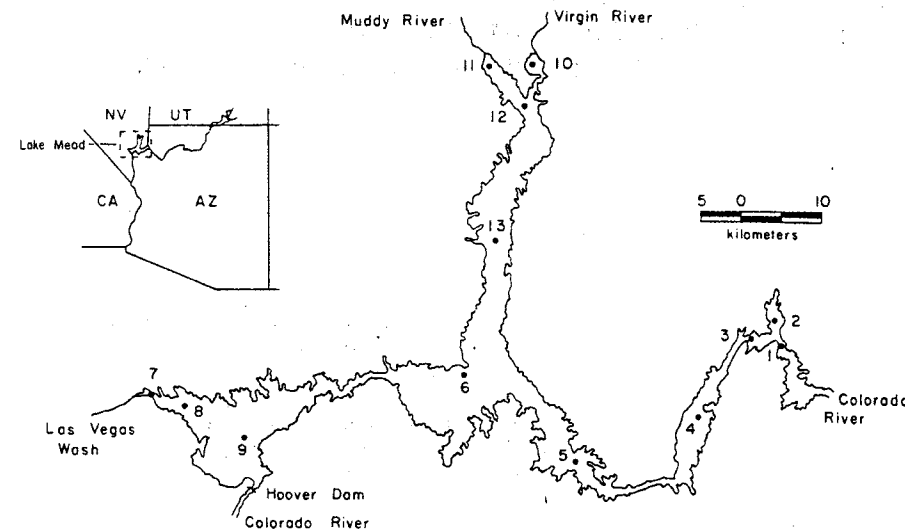 Muddy River
Virgin River
11
10
12
NV
UT
Lake Mead
CA
AZ
5 0 10
kilometers
13
2
3
1
7
6
8
Colorado
River
4
Las Vegas
Wash
9
5
Hoover Dam
Colorado River